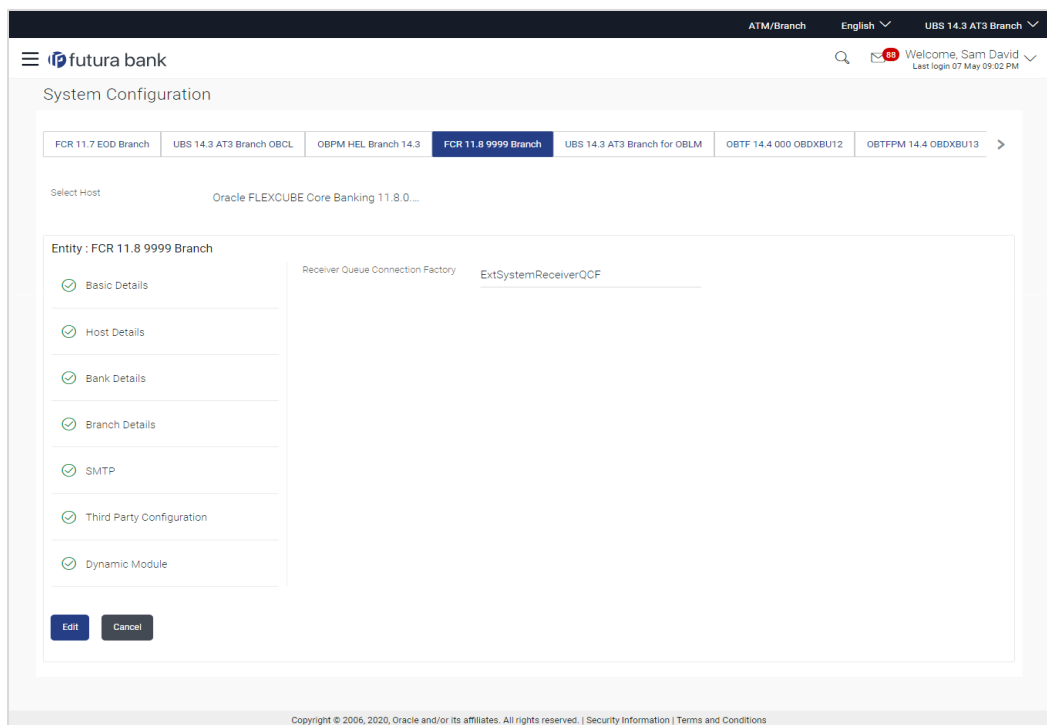 ATM/Branch English UBS 14.3 AT3 Branch
futura bank 88 Welcome, Sam David
Last login 07 May 09:02 PM
System Configuration
FCR 11.7 EOD Branch UBS 14.3 AT3 Branch OBCL OBPM HEL Branch 14.3 FCR 11.8 9999 Branch UBS 14.3 AT3 Branch for OBLM OBTF 14.4 000 OBDXBU12 OBTFPM 14.4 OBDXBU13 >
Select Host Oracle FLEXCUBE Core Banking 11.8.0....
Entity : FCR 11.8 9999 Branch
Receiver Queue Connection Factory ExtSystemReceiverQCF
Basic Details
Host Details
Bank Details
Branch Details
SMTP
Third Party Configuration
Dynamic Module
Edit Cancel
Copyright © 2006, 2020, Oracle and/or its affiliates. All rights reserved. | Security Information | Terms and Conditions